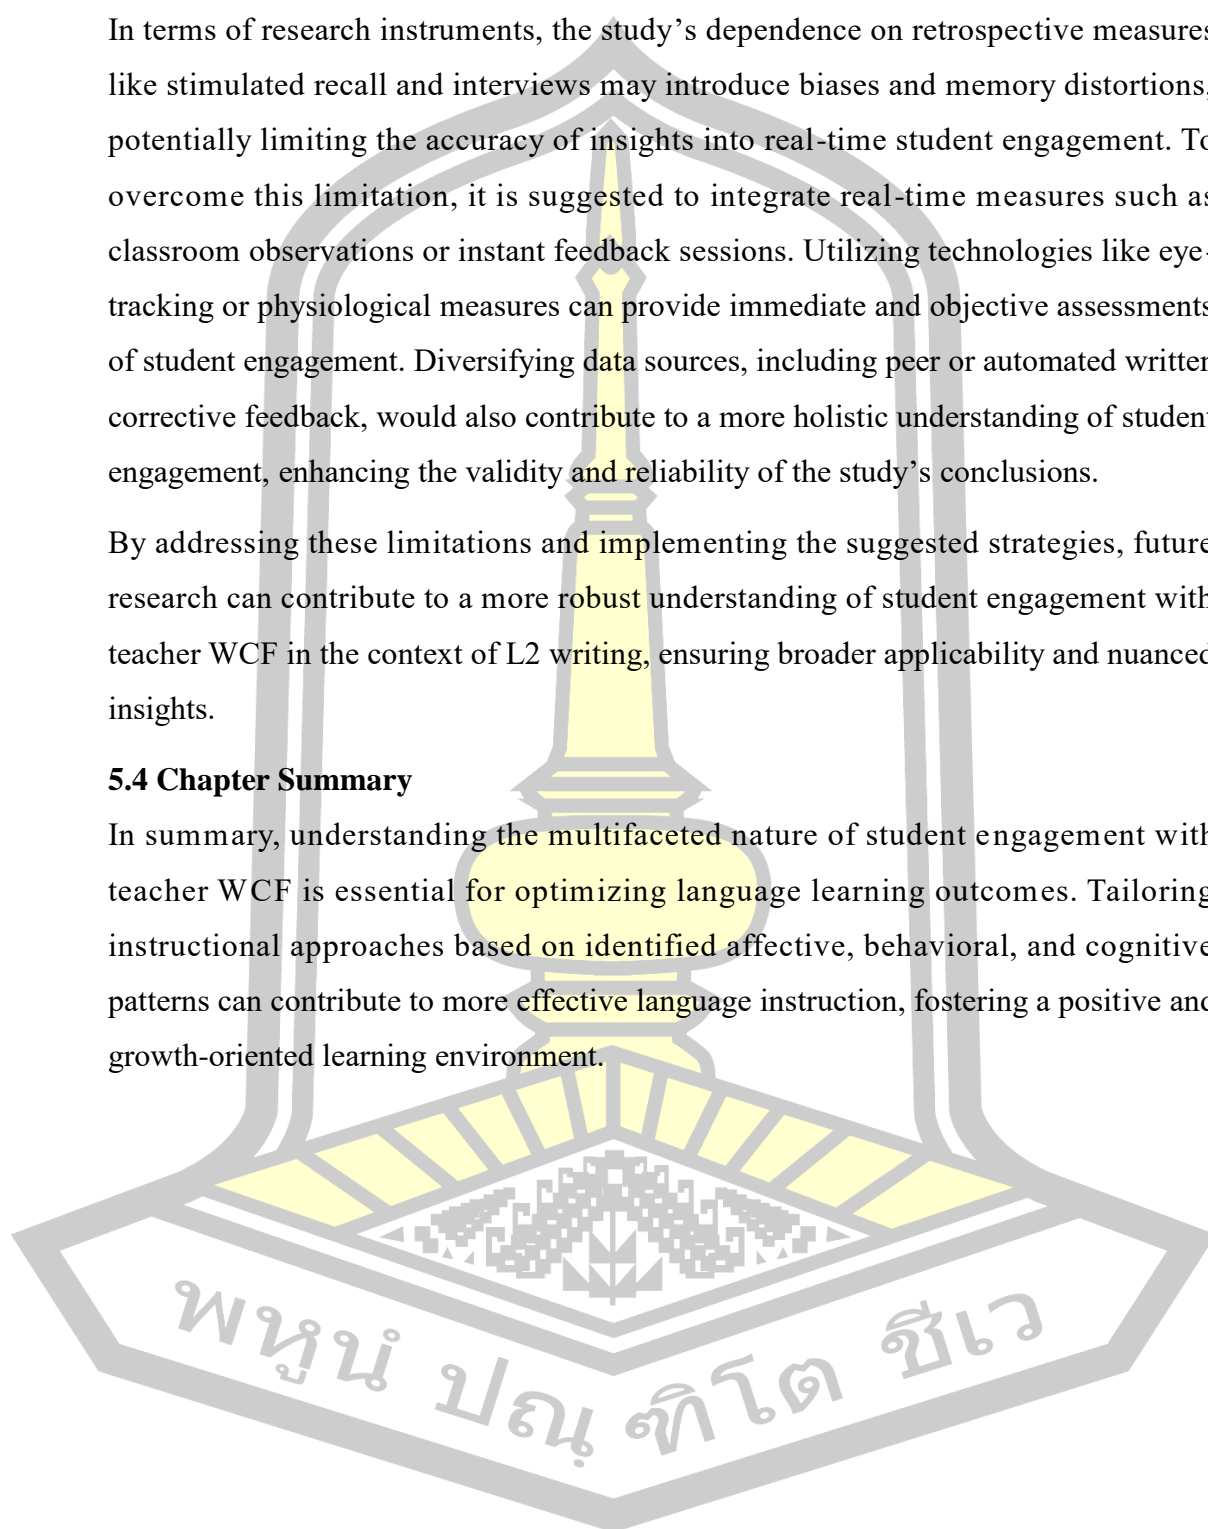 In terms of research instruments, the study’s dependence on retrospective measures
like stimulated recall and interviews may introduce biases and memory distortions,
potentially limiting the accuracy of insights into real-time student engagement. To
overcome this limitation, it is suggested to integrate real-time measures such as
classroom observations or instant feedback sessions. Utilizing technologies like eye-
tracking or physiological measures can provide immediate and objective assessments
of student engagement. Diversifying data sources, including peer or automated written
corrective feedback, would also contribute to a more holistic understanding of student
engagement, enhancing the validity and reliability of the study’s conclusions.
By addressing these limitations and implementing the suggested strategies, future
research can contribute to a more robust understanding of student engagement with
teacher WCF in the context of L2 writing, ensuring broader applicability and nuanced
insights.
5.4 Chapter Summary
In summary, understanding the multifaceted nature of student engagement with
teacher WCF is essential for optimizing language learning outcomes. Tailoring
instructional approaches based on identified affective, behavioral, and cognitive
patterns can contribute to more effective language instruction, fostering a positive and
growth-oriented learning environment.
พหูนํ ปณฺ ฑิโต ชีเว